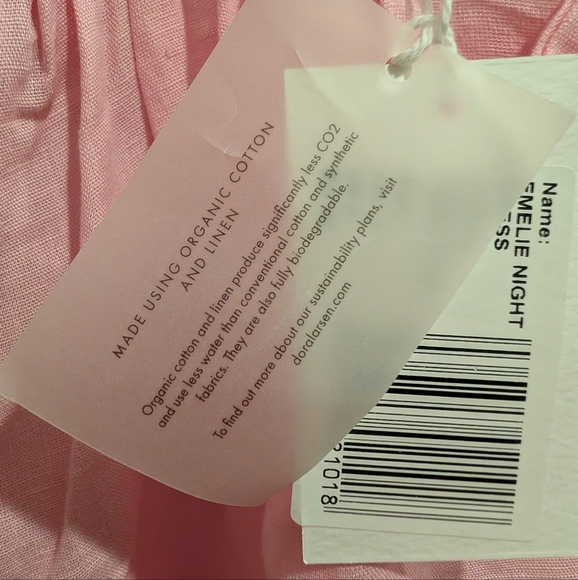 MADE USING ORGANIC COTTON
AND LINEN
Organic cotton and linen produce significantly less CO2
and use less water than conventional cotton and synthetic
fabrics. They are also fully biodegradable.
To find out more about our sustainability plans, visit
doralarsen.com
Name:
EMELIE NIGHT
ESS
21018